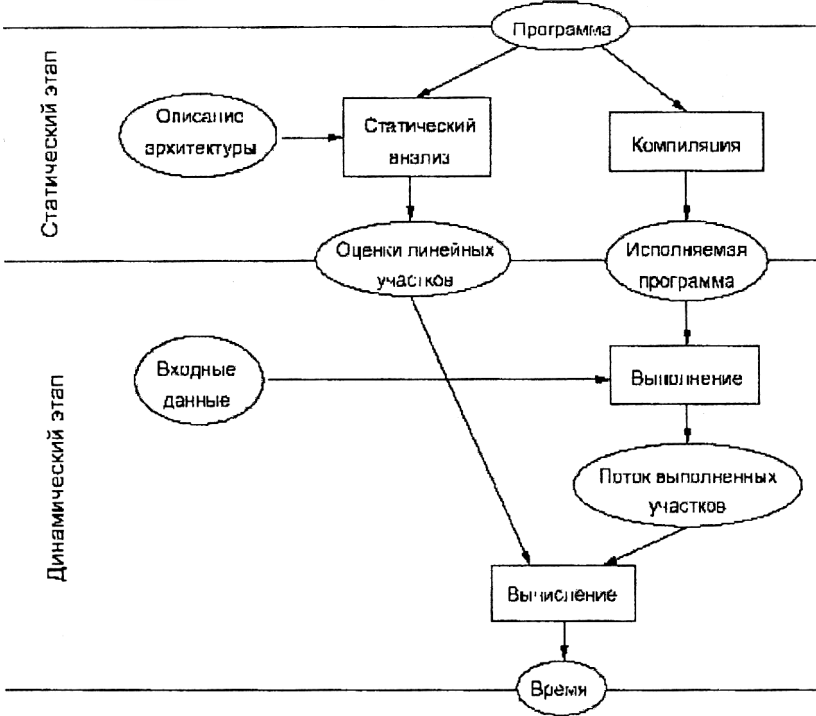 Программа
Статический этап
Описание
архитектуры
Статический
анализ
Компиляция
Оценки линейных
участков
Исполняемая
программа
Динамический этап
Входные
данные
Выполнение
Поток выполненных
участков
Вычисление
Время